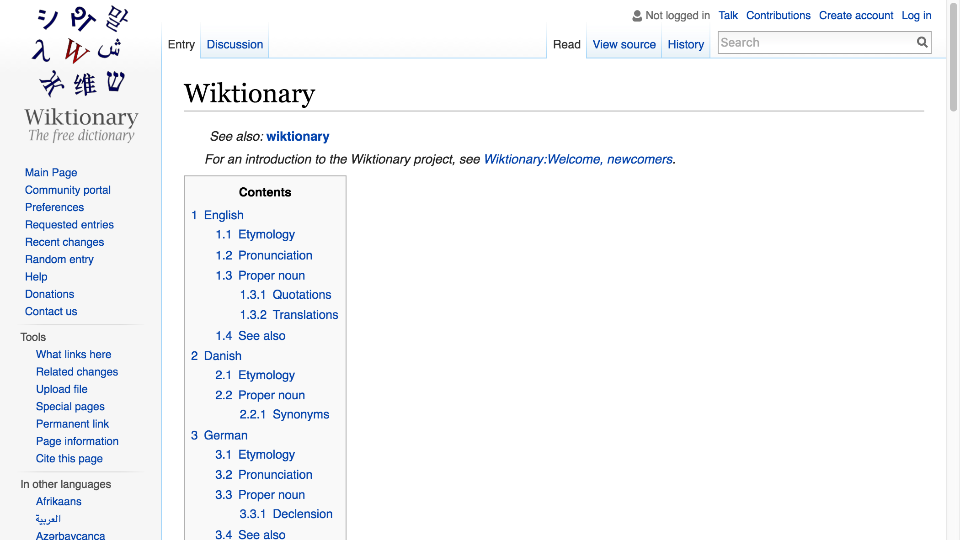 Not logged in Talk Contributions Create account Log in
Entry Discussion Read View source History Search
シ 말
λ W ش
维 ש
Wiktionary
The free dictionary
Main Page
Community portal
Preferences
Requested entries
Recent changes
Random entry
Help
Donations
Contact us
Tools
What links here
Related changes
Upload file
Special pages
Permanent link
Page information
Cite this page
In other languages
Afrikaans
العربية
Azərbaycanca
Wiktionary
See also: wiktionary
For an introduction to the Wiktionary project, see Wiktionary:Welcome, newcomers.
Contents
1 English
1.1 Etymology
1.2 Pronunciation
1.3 Proper noun
1.3.1 Quotations
1.3.2 Translations
1.4 See also
2 Danish
2.1 Etymology
2.2 Proper noun
2.2.1 Synonyms
3 German
3.1 Etymology
3.2 Pronunciation
3.3 Proper noun
3.3.1 Declension
3.4 See also